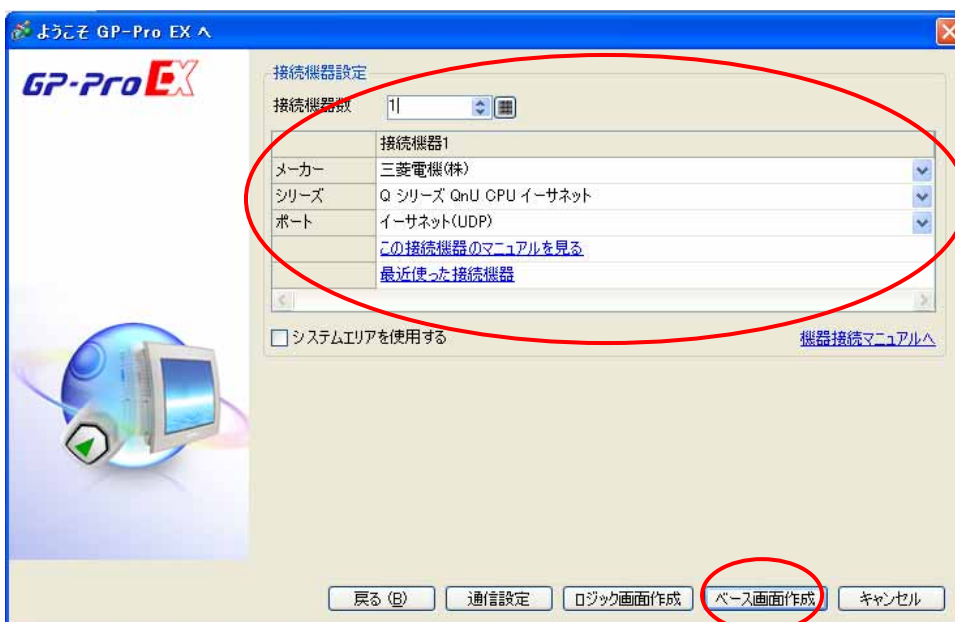 ようこそ GP-Pro EX へ
GP-Pro EX
接続機器設定
接続機器数 1
接続機器1
メーカー 三菱電機(株)
シリーズ Q シリーズ QnU CPU イーサネット
ポート イーサネット(UDP)
この接続機器のマニュアルを見る
最近使った接続機器
システムエリアを使用する 機器接続マニュアルへ
戻る (B) 通信設定 ロジック画面作成 ベース画面作成 キャンセル